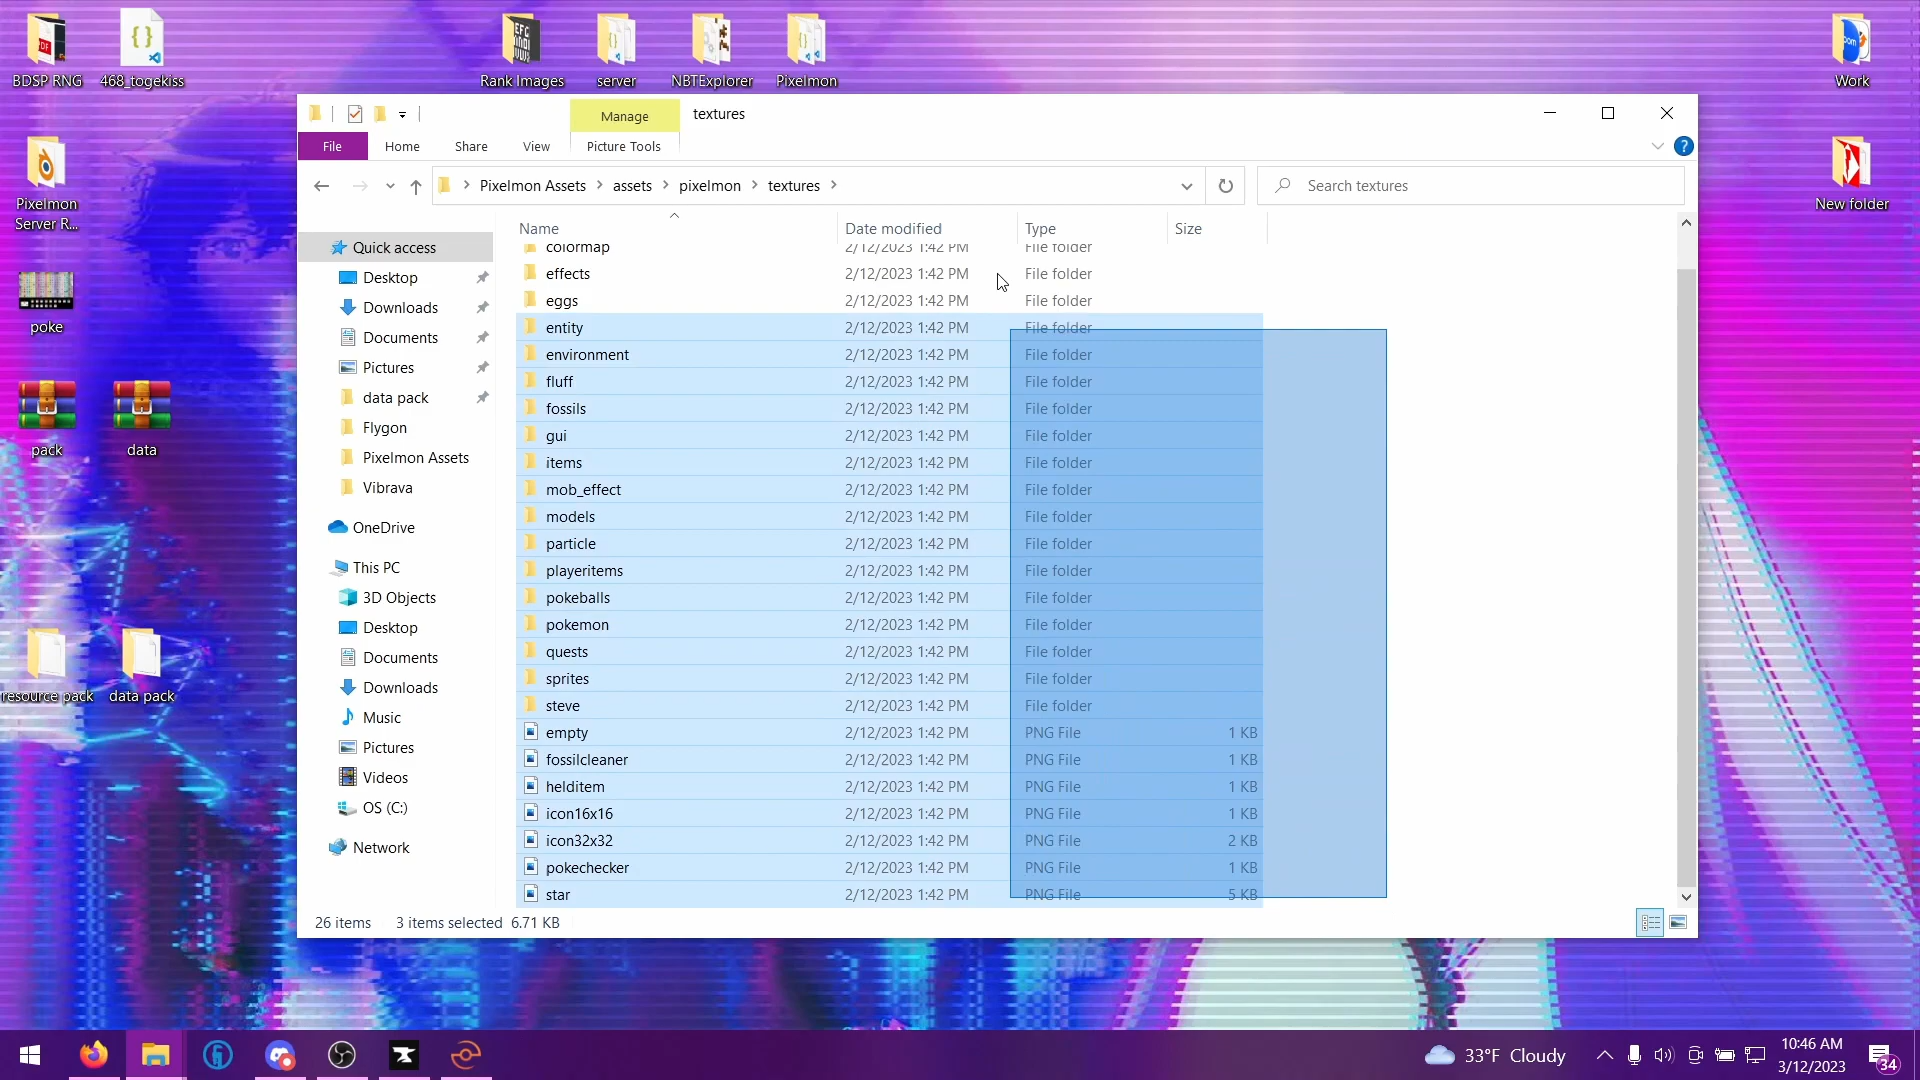 BDSP RNG
468_togekiss
Rank Images
server
NBTExplorer
Pixelmon
Work
Pixelmon
Server R...
New folder
poke
pack
data
resource pack
data pack
Manage
textures
File
Home
Share
View
Picture Tools
Pixelmon Assets
assets
pixelmon
textures
Search textures
Name
Date modified
Type
Size
Quick access
Desktop
Downloads
Documents
Pictures
data pack
Flygon
Pixelmon Assets
Vibrava
OneDrive
This PC
3D Objects
Desktop
Documents
Downloads
Music
Pictures
Videos
OS (C:)
Network
colormap 2/12/2023 1:42 PM File folder
effects 2/12/2023 1:42 PM File folder
eggs 2/12/2023 1:42 PM File folder
entity 2/12/2023 1:42 PM File folder
environment 2/12/2023 1:42 PM File folder
fluff 2/12/2023 1:42 PM File folder
fossils 2/12/2023 1:42 PM File folder
gui 2/12/2023 1:42 PM File folder
items 2/12/2023 1:42 PM File folder
mob_effect 2/12/2023 1:42 PM File folder
models 2/12/2023 1:42 PM File folder
particle 2/12/2023 1:42 PM File folder
playeritems 2/12/2023 1:42 PM File folder
pokeballs 2/12/2023 1:42 PM File folder
pokemon 2/12/2023 1:42 PM File folder
quests 2/12/2023 1:42 PM File folder
sprites 2/12/2023 1:42 PM File folder
steve 2/12/2023 1:42 PM File folder
empty 2/12/2023 1:42 PM PNG File 1 KB
fossilcleaner 2/12/2023 1:42 PM PNG File 1 KB
helditem 2/12/2023 1:42 PM PNG File 1 KB
icon16x16 2/12/2023 1:42 PM PNG File 1 KB
icon32x32 2/12/2023 1:42 PM PNG File 2 KB
pokechecker 2/12/2023 1:42 PM PNG File 1 KB
star 2/12/2023 1:42 PM PNG File 5 KB
26 items 3 items selected 6.71 KB
33°F Cloudy
10:46 AM
3/12/2023
34